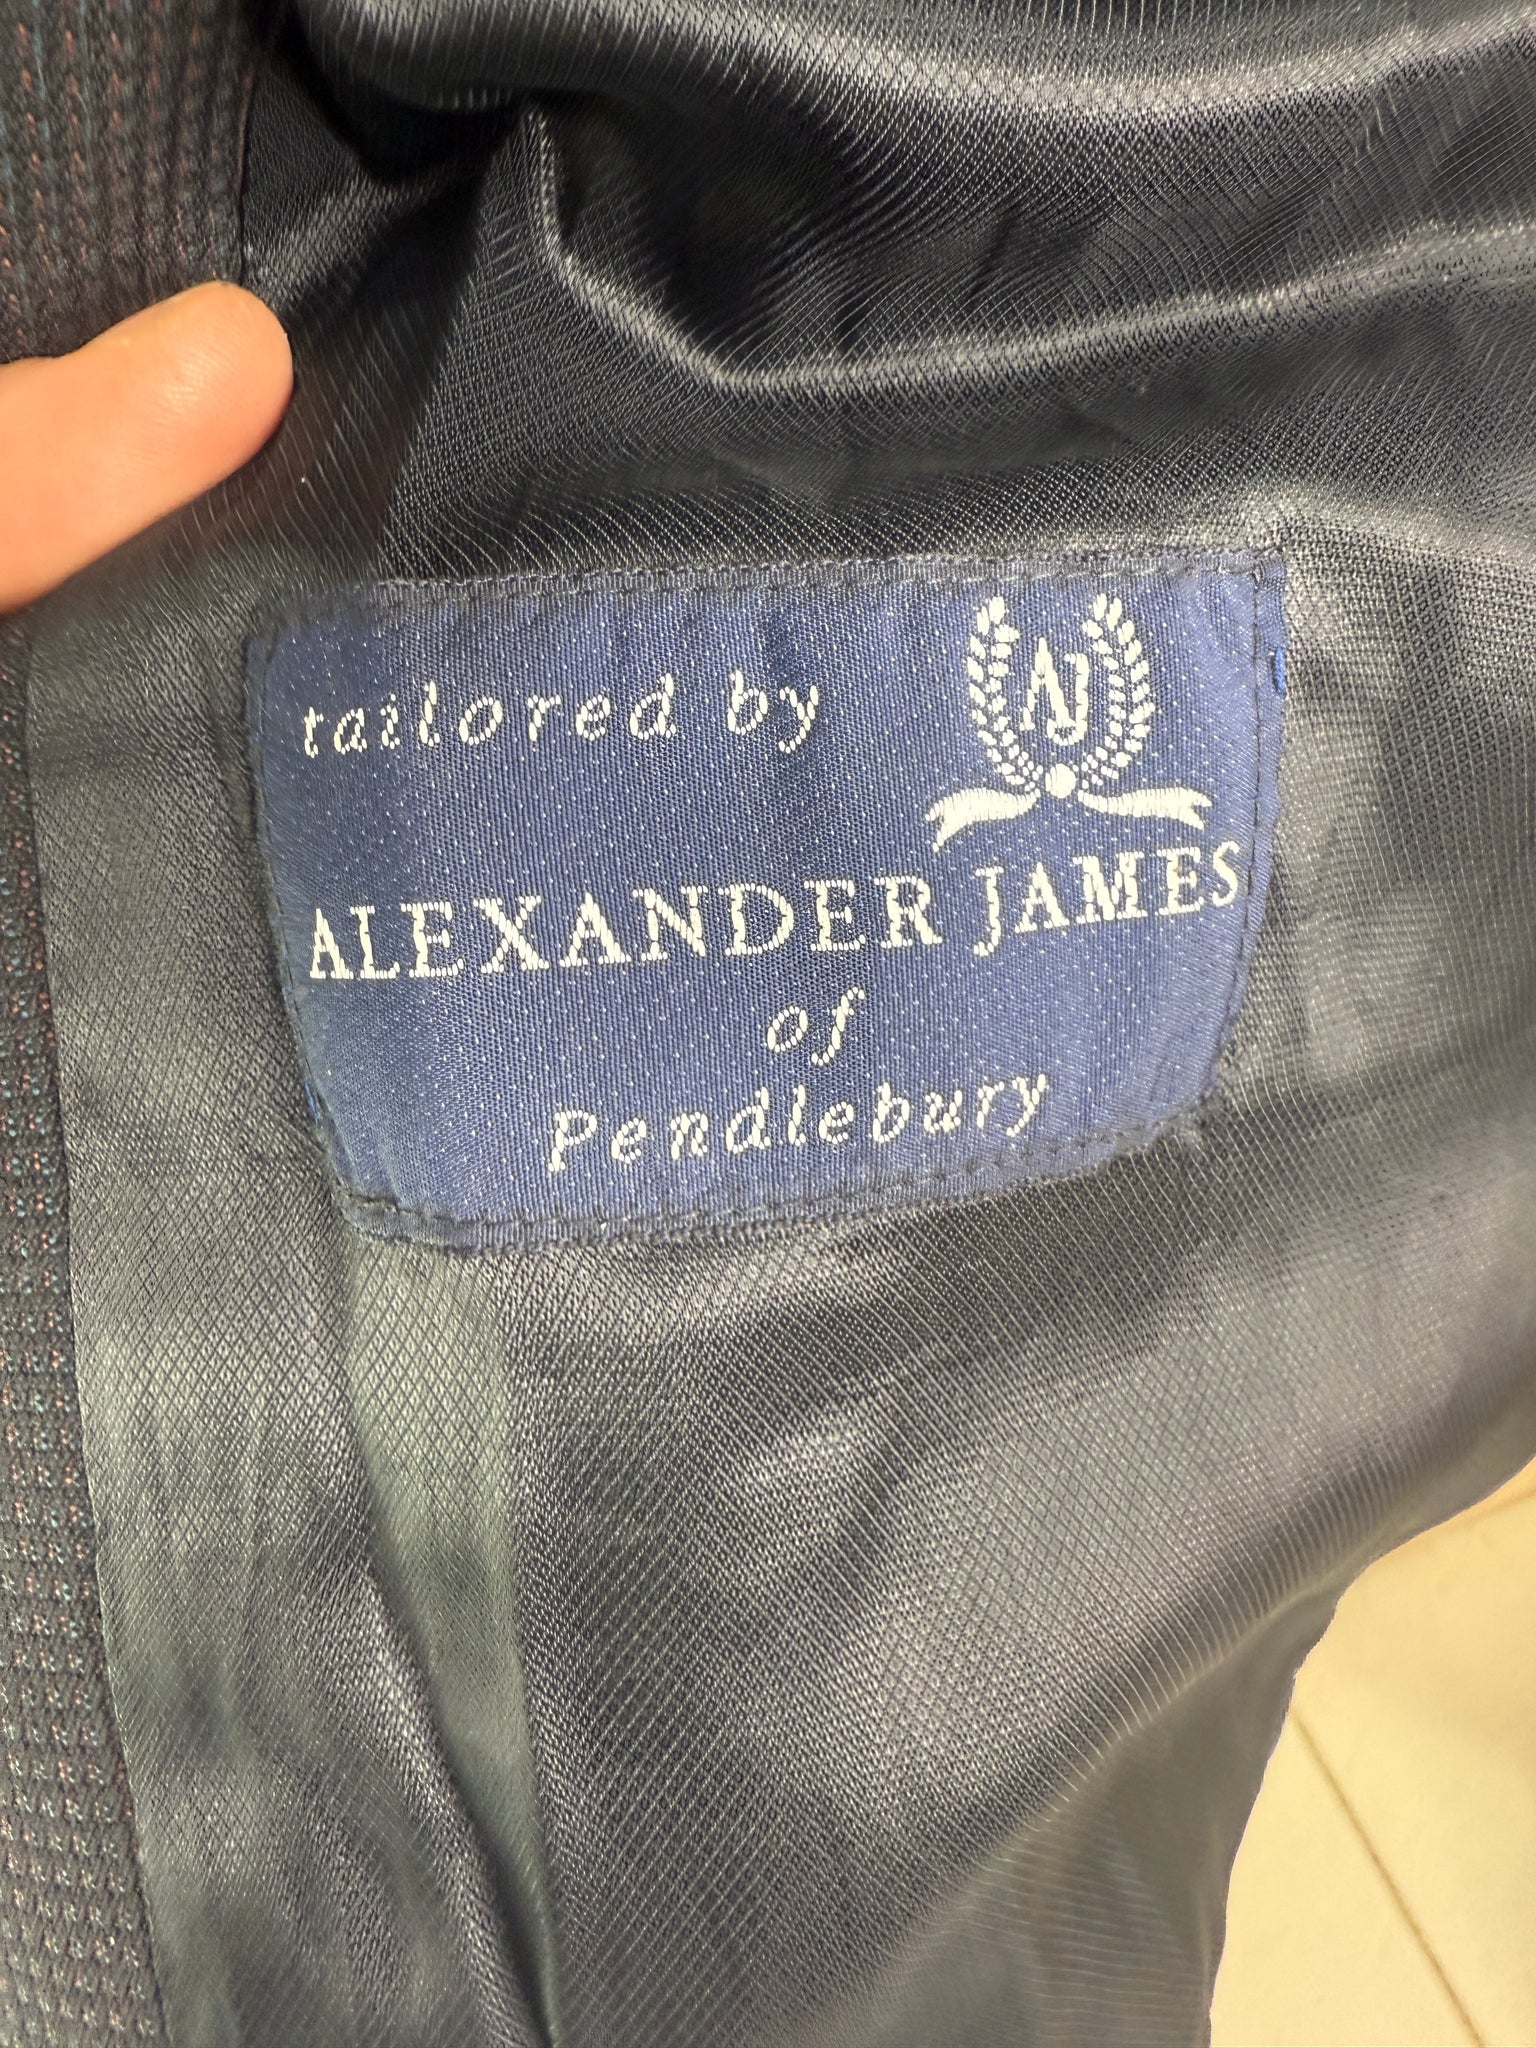 tailored by
AJ
ALEXANDER JAMES
of
Pendlebury